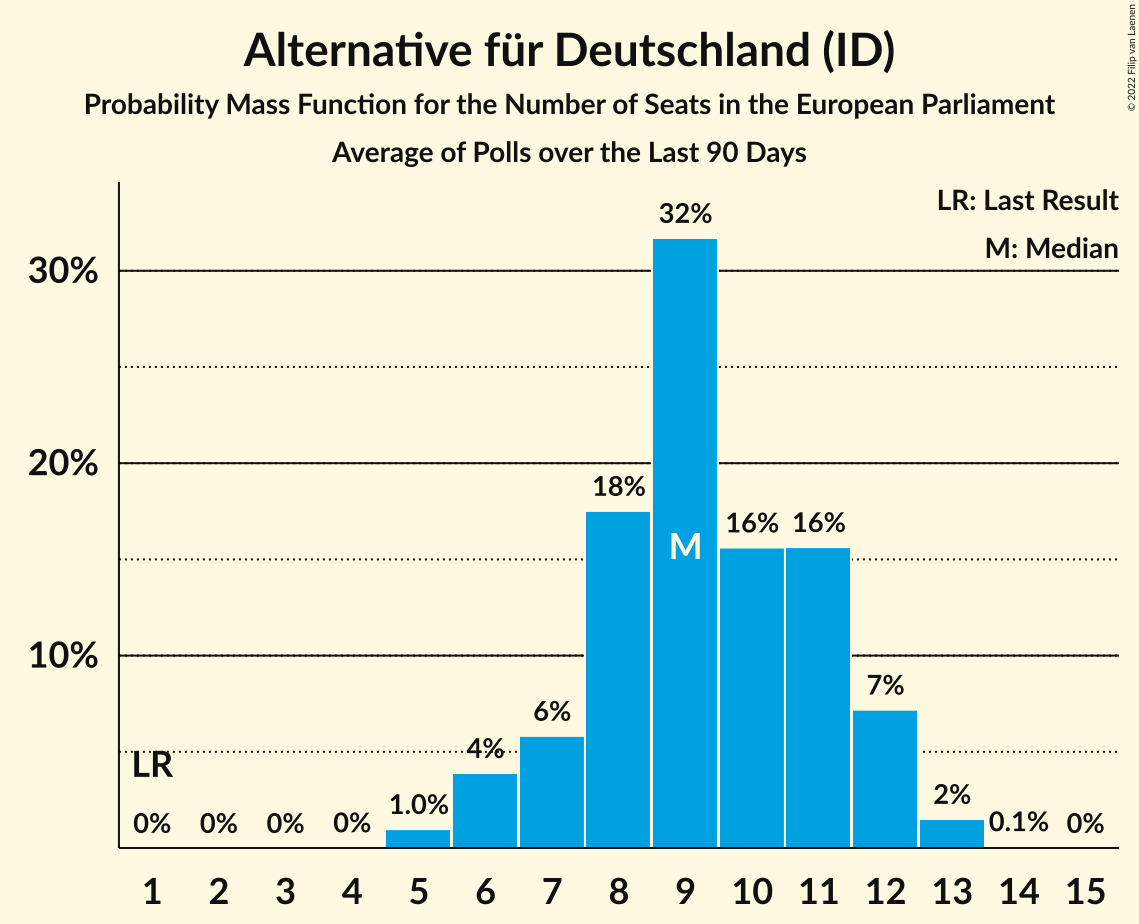 Alternative für Deutschland (ID)
Probability Mass Function for the Number of Seats in the European Parliament
Average of Polls over the Last 90 Days
© 2022 Filip van Laenen
LR: Last Result
M: Median
30%
20%
10%
32%
18%
16%
16%
M
7%
6%
4%
LR
1.0%
2%
0%
0%
0%
0%
0.1%
0%
1 2 3 4 5 6 7 8 9 10 11 12 13 14 15